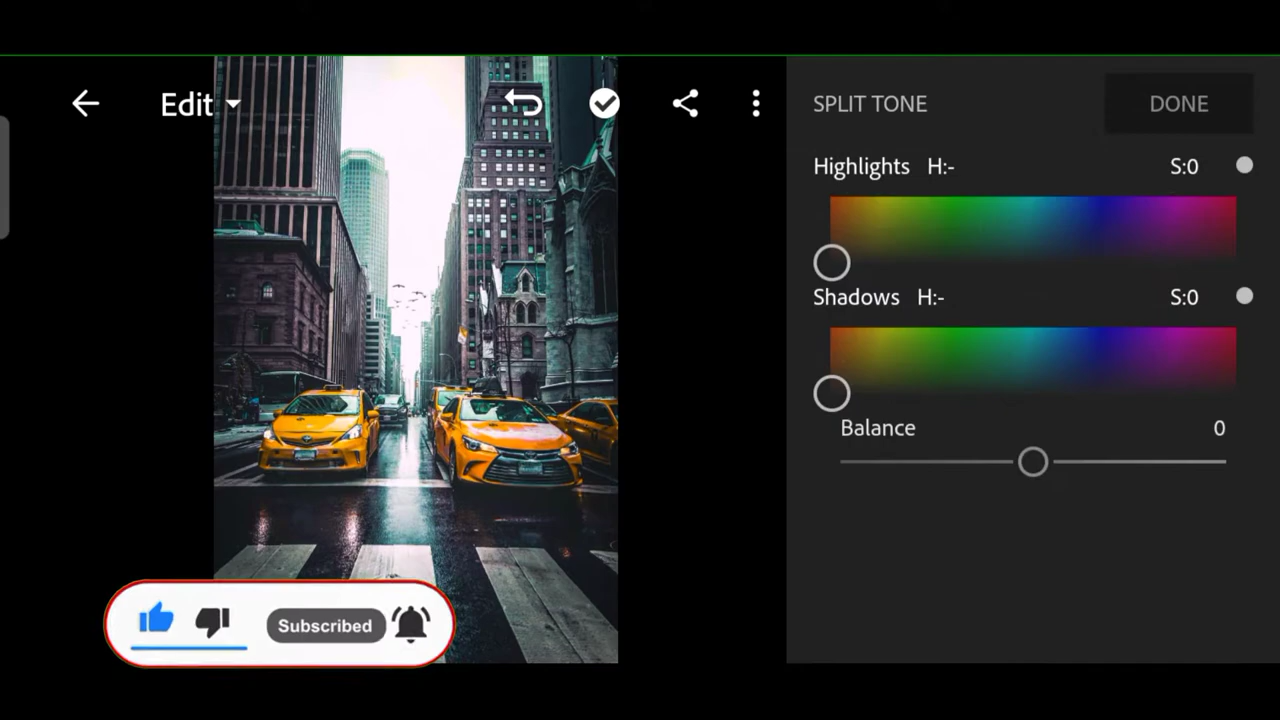 Edit
SPLIT TONE
DONE
Highlights H:- S:0
Shadows H:- S:0
Balance 0
Subscribed